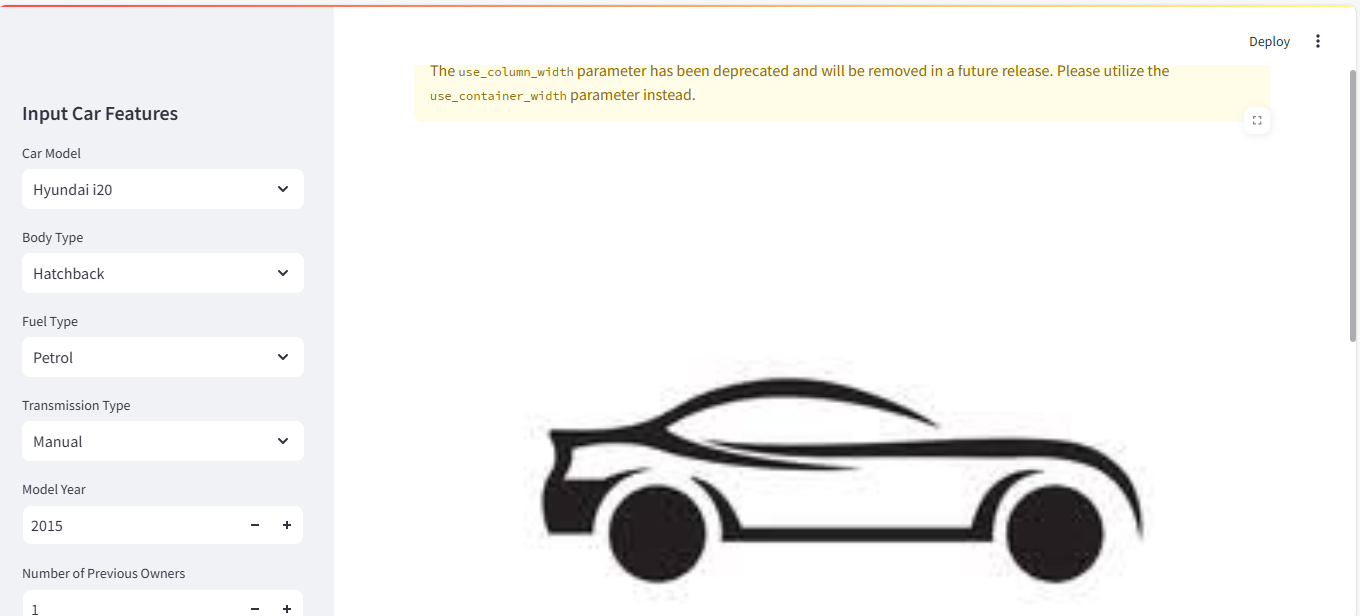 Deploy
The use_column_width parameter has been deprecated and will be removed in a future release. Please utilize the
use_container_width parameter instead.
Input Car Features
Car Model
Hyundai i20
Body Type
Hatchback
Fuel Type
Petrol
Transmission Type
Manual
Model Year
2015
Number of Previous Owners
1